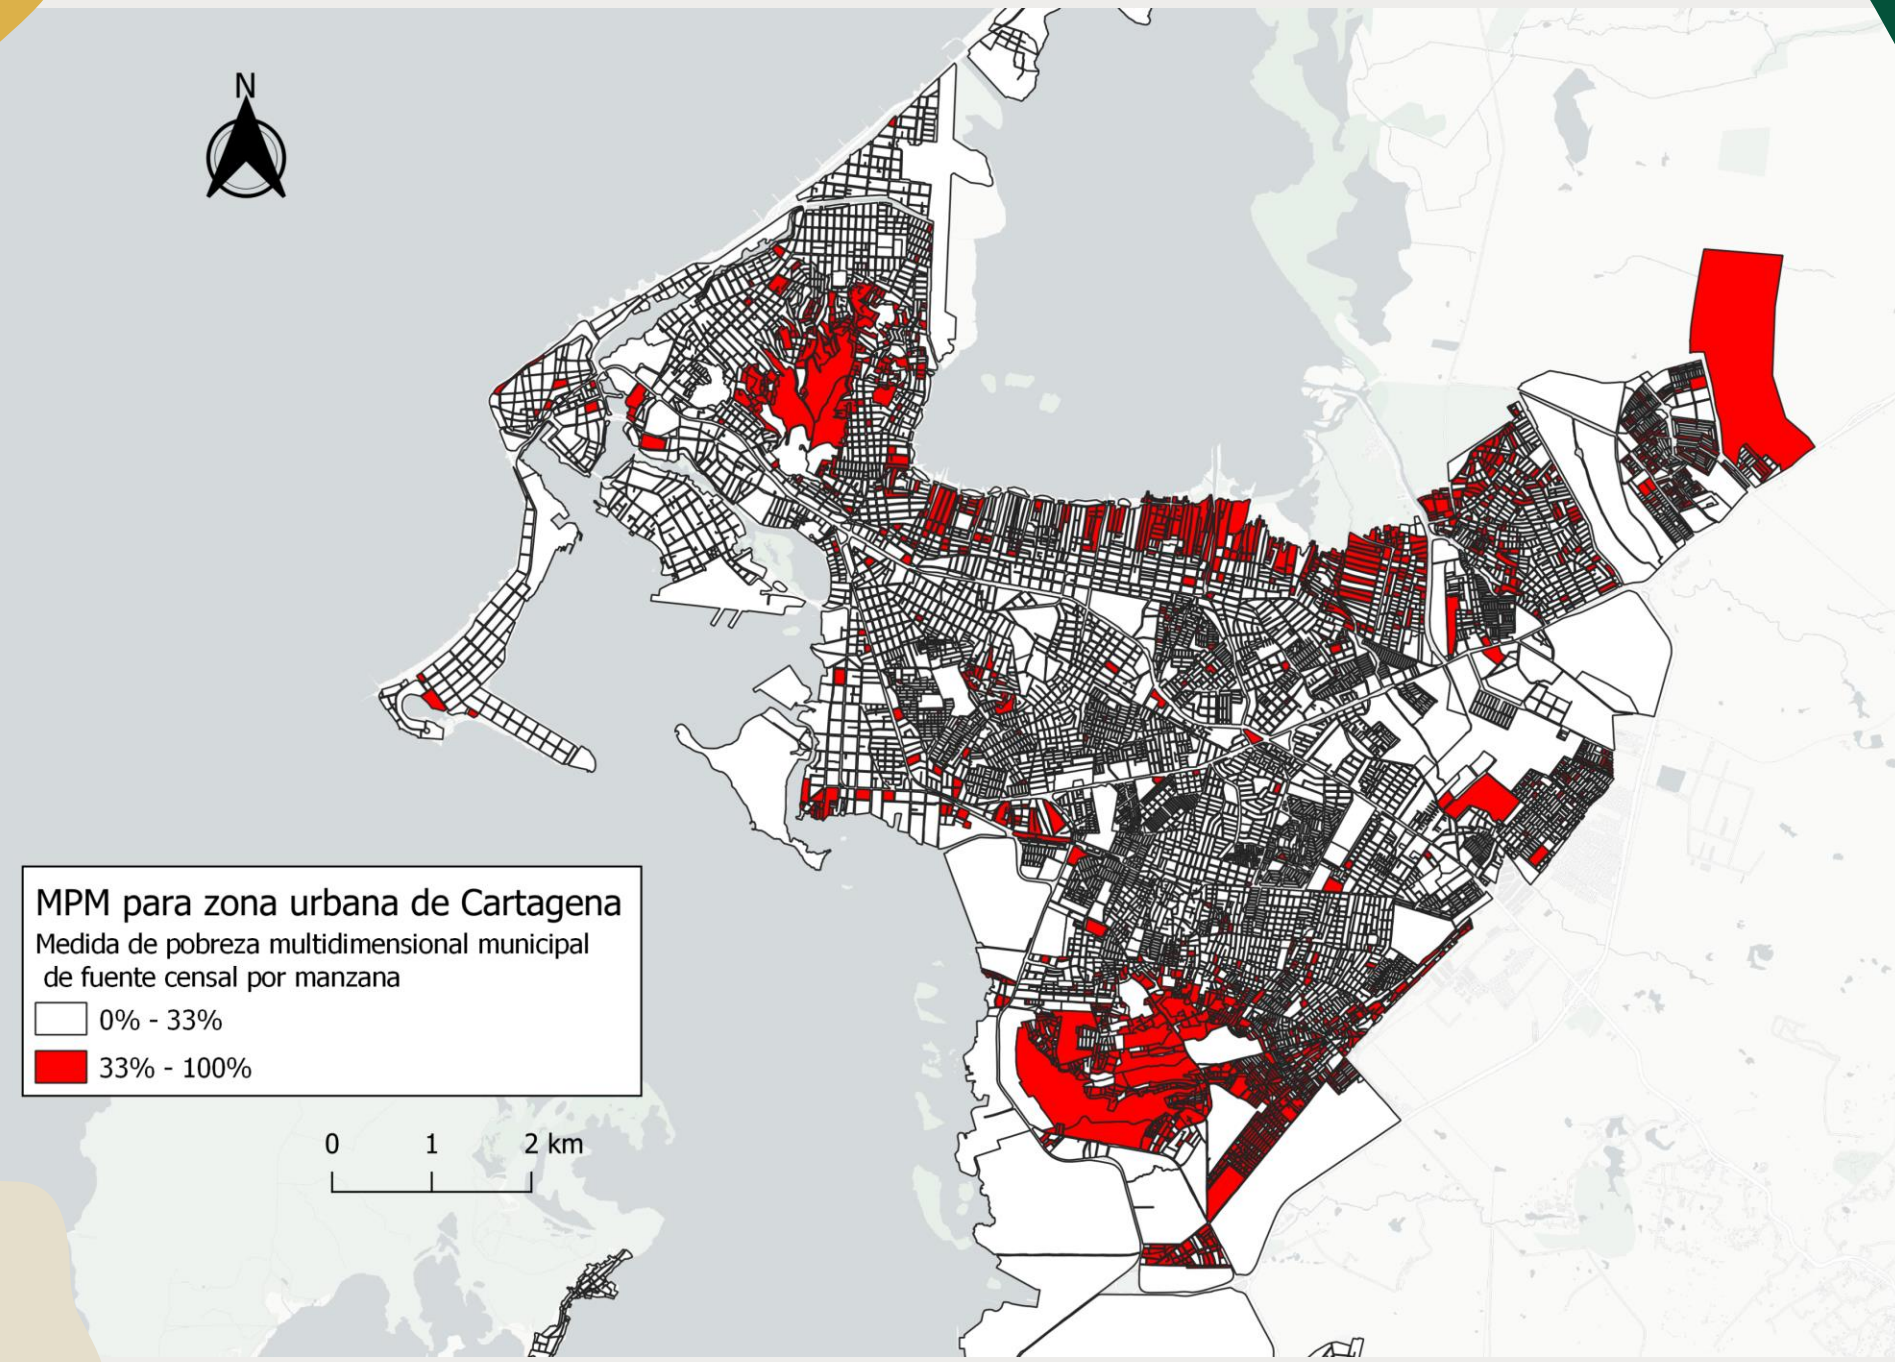 N
MPM para zona urbana de Cartagena
Medida de pobreza multidimensional municipal
de fuente censal por manzana
0% - 33%
33% - 100%
0 1 2 km